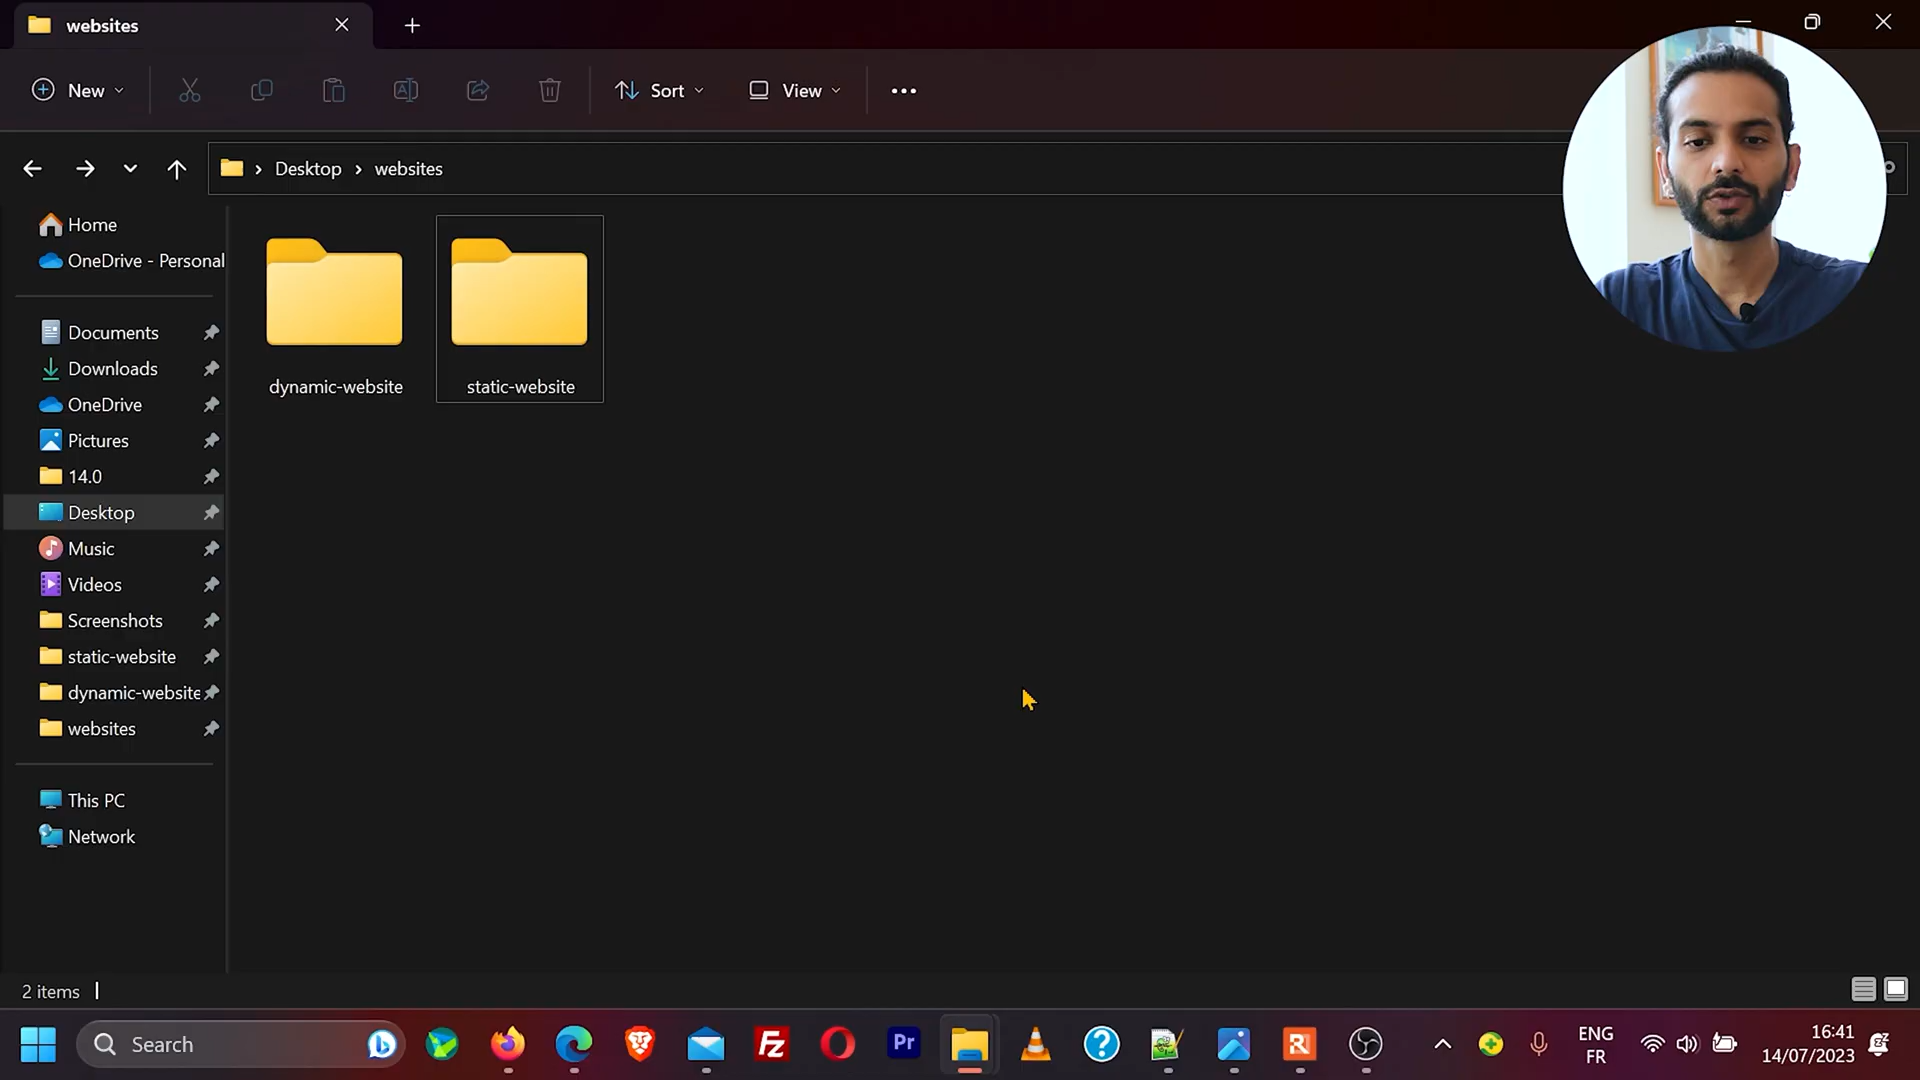 websites
New
Sort
View
Desktop
websites
Home
OneDrive - Personal
Documents
Downloads
OneDrive
Pictures
14.0
Desktop
Music
Videos
Screenshots
static-website
dynamic-website
websites
This PC
Network
dynamic-website
static-website
2 items
Search
Fz
Pr
R
ENG
FR
16:41
14/07/2023